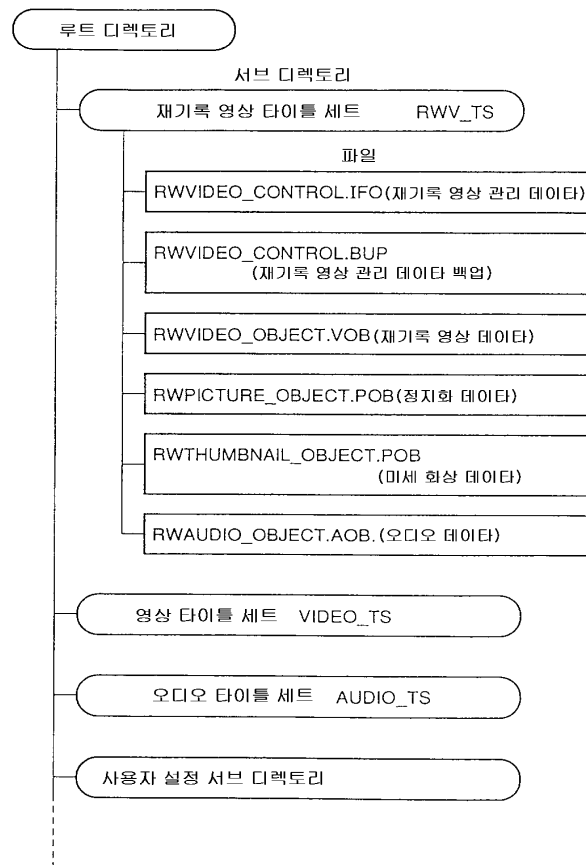 루트 디렉토리
서브 디렉토리
재기록 영상 타이틀 세트 RWV_TS
파일
RWVIDEO_CONTROL.IFO(재기록 영상 관리 데이타)
RWVIDEO_CONTROL.BUP
(재기록 영상 관리 데이타 백업)
RWVIDEO_OBJECT.VOB(재기록 영상 데이타)
RWPICTURE_OBJECT.POB(정지화 데이타)
RWTHUMBNAIL_OBJECT.POB
(미세 화상 데이타)
RWAUDIO_OBJECT.AOB.(오디오 데이타)
영상 타이틀 세트 VIDEO_TS
오디오 타이틀 세트 AUDIO_TS
사용자 설정 서브 디렉토리